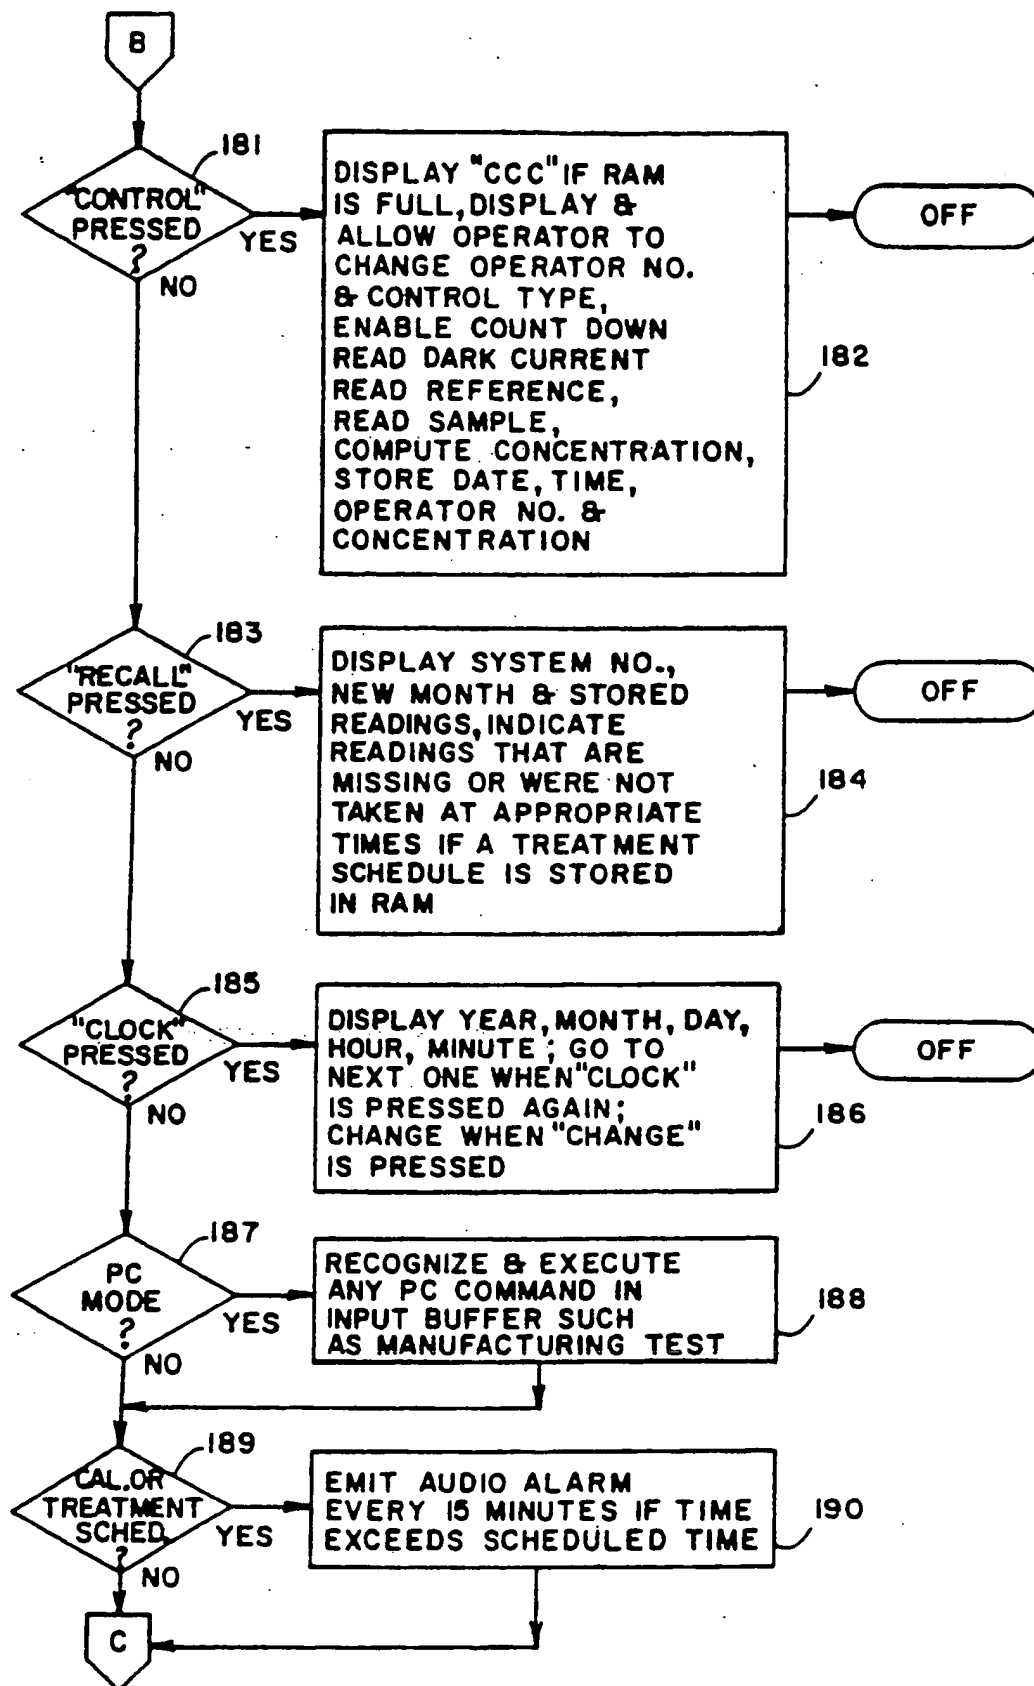 B
181
"CONTROL"
PRESSED
?
YES
NO
DISPLAY "CCC" IF RAM
IS FULL, DISPLAY &
ALLOW OPERATOR TO
CHANGE OPERATOR NO.
& CONTROL TYPE,
ENABLE COUNT DOWN
READ DARK CURRENT
READ REFERENCE,
READ SAMPLE,
COMPUTE CONCENTRATION,
STORE DATE, TIME,
OPERATOR NO. &
CONCENTRATION
182
OFF
183
"RECALL"
PRESSED
?
YES
NO
DISPLAY SYSTEM NO.,
NEW MONTH & STORED
READINGS, INDICATE
READINGS THAT ARE
MISSING OR WERE NOT
TAKEN AT APPROPRIATE
TIMES IF A TREATMENT
SCHEDULE IS STORED
IN RAM
184
OFF
185
"CLOCK"
PRESSED
?
YES
NO
DISPLAY YEAR, MONTH, DAY,
HOUR, MINUTE ; GO TO
NEXT ONE WHEN "CLOCK"
IS PRESSED AGAIN;
CHANGE WHEN "CHANGE"
IS PRESSED
186
OFF
187
PC
MODE
?
YES
NO
RECOGNIZE & EXECUTE
ANY PC COMMAND IN
INPUT BUFFER SUCH
AS MANUFACTURING TEST
188
189
CAL. OR
TREATMENT
SCHED.
?
YES
NO
EMIT AUDIO ALARM
EVERY 15 MINUTES IF TIME
EXCEEDS SCHEDULED TIME
190
C